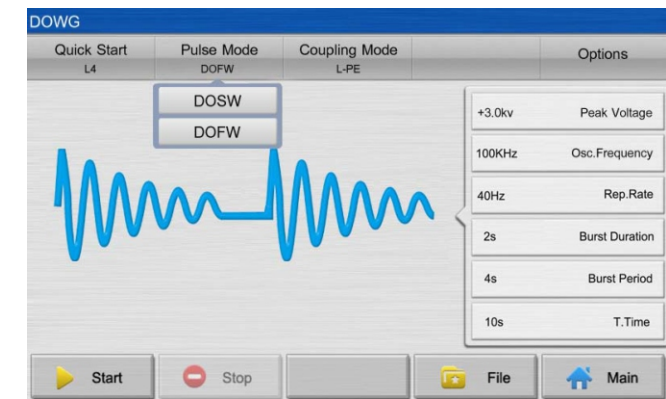 DOWG
Quick Start
L4
Pulse Mode
DOFW
Coupling Mode
L-PE
Options
DOSW
DOFW
+3.0kv Peak Voltage
100KHz Osc.Frequency
40Hz Rep.Rate
2s Burst Duration
4s Burst Period
10s T.Time
Start
Stop
File
Main